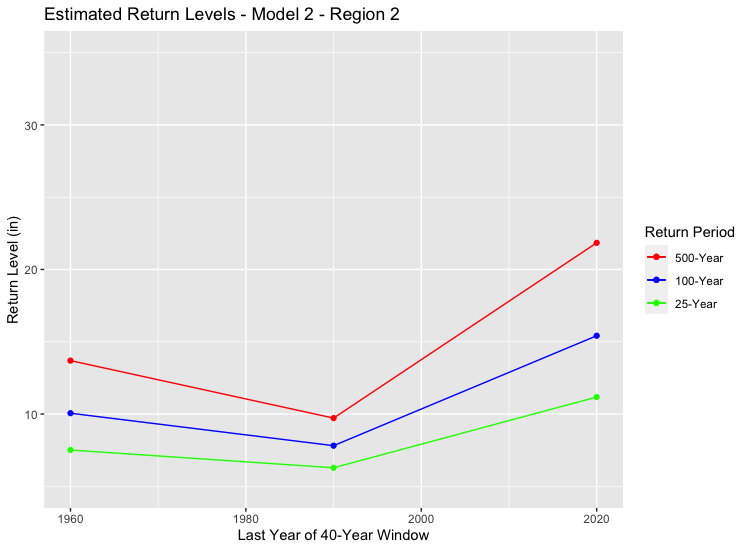 Estimated Return Levels - Model 2 - Region 2
Return Level (in)
30
20
10
1960
1980
2000
2020
Last Year of 40-Year Window
Return Period
500-Year
100-Year
25-Year